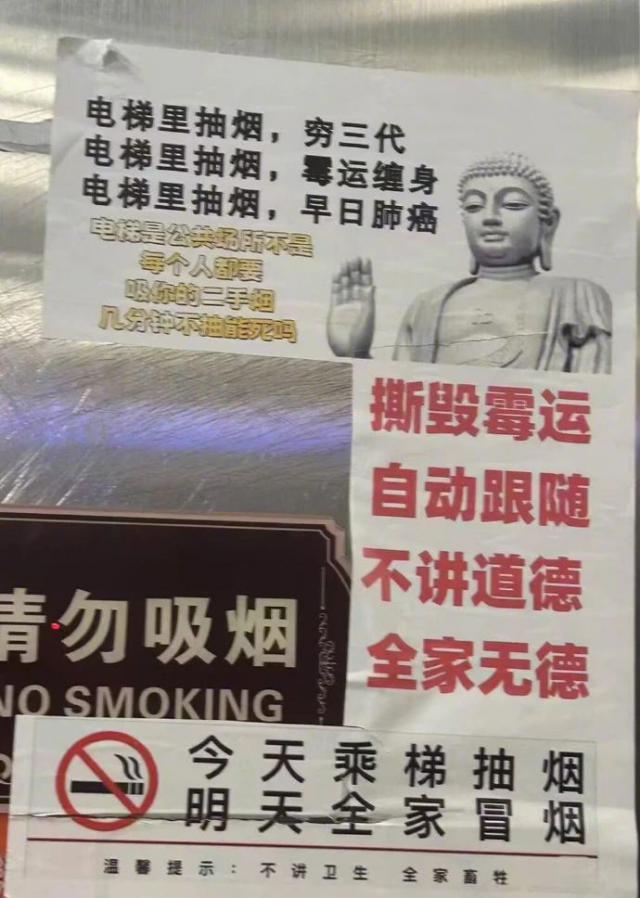 电梯里抽烟，穷三代
电梯里抽烟，霉运缠身
电梯里抽烟，早日肺癌
电梯是公共场所不是
每个人都要
吸你的二手烟
几分钟不抽能死吗
撕毁霉运
自动跟随
不讲道德
全家无德
请勿吸烟
NO SMOKING
今天乘梯抽烟
明天全家冒烟
温馨提示：不讲卫生 全家畜牲